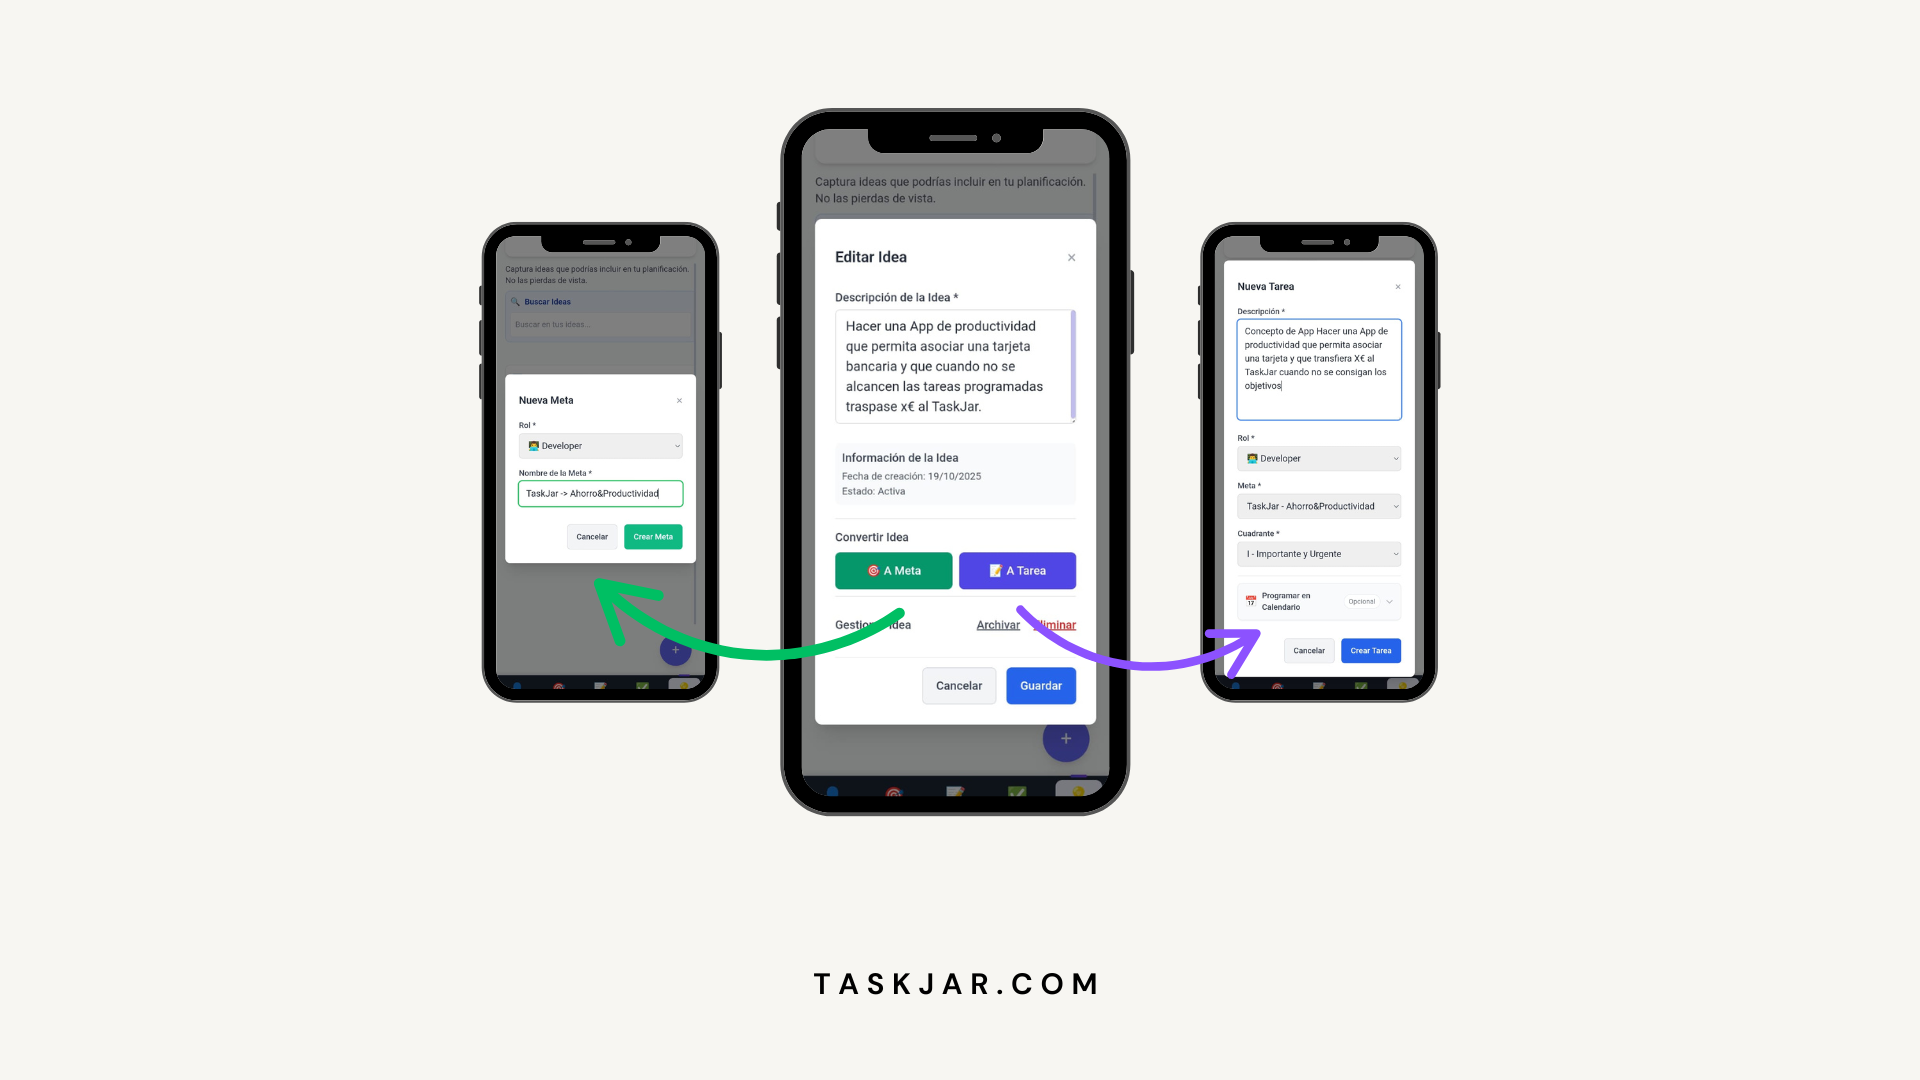 Captura ideas que podrías incluir en tu planificación.
No las pierdas de vista.
🔍 Buscar Ideas
Buscar en tus ideas...
Nueva Meta ×
Rol *
Developer
Nombre de la Meta *
TaskJar -> Ahorro&Productividad
Cancelar Crear Meta
+
Captura ideas que podrías incluir en tu planificación.
No las pierdas de vista.
Editar Idea ×
Descripción de la Idea *
Hacer una App de productividad
que permita asociar una tarjeta
bancaria y que cuando no se
alcancen las tareas programadas
traspase x€ al TaskJar.
Información de la Idea
Fecha de creación: 19/10/2025
Estado: Activa
Convertir Idea
A Meta A Tarea
Idea Archivar
Cancelar Guardar
+
Nueva Tarea ×
Descripción *
Concepto de App Hacer una App de
productividad que permita asociar
una tarjeta y que transfiera X€ al
TaskJar cuando no se consigan los
objetivos
Rol *
Developer
Meta *
TaskJar - Ahorro&Productividad
Cuadrante *
I - Importante y Urgente
Programar en
Calendario
Opcional
Cancelar Crear Tarea
TASKJAR.COM